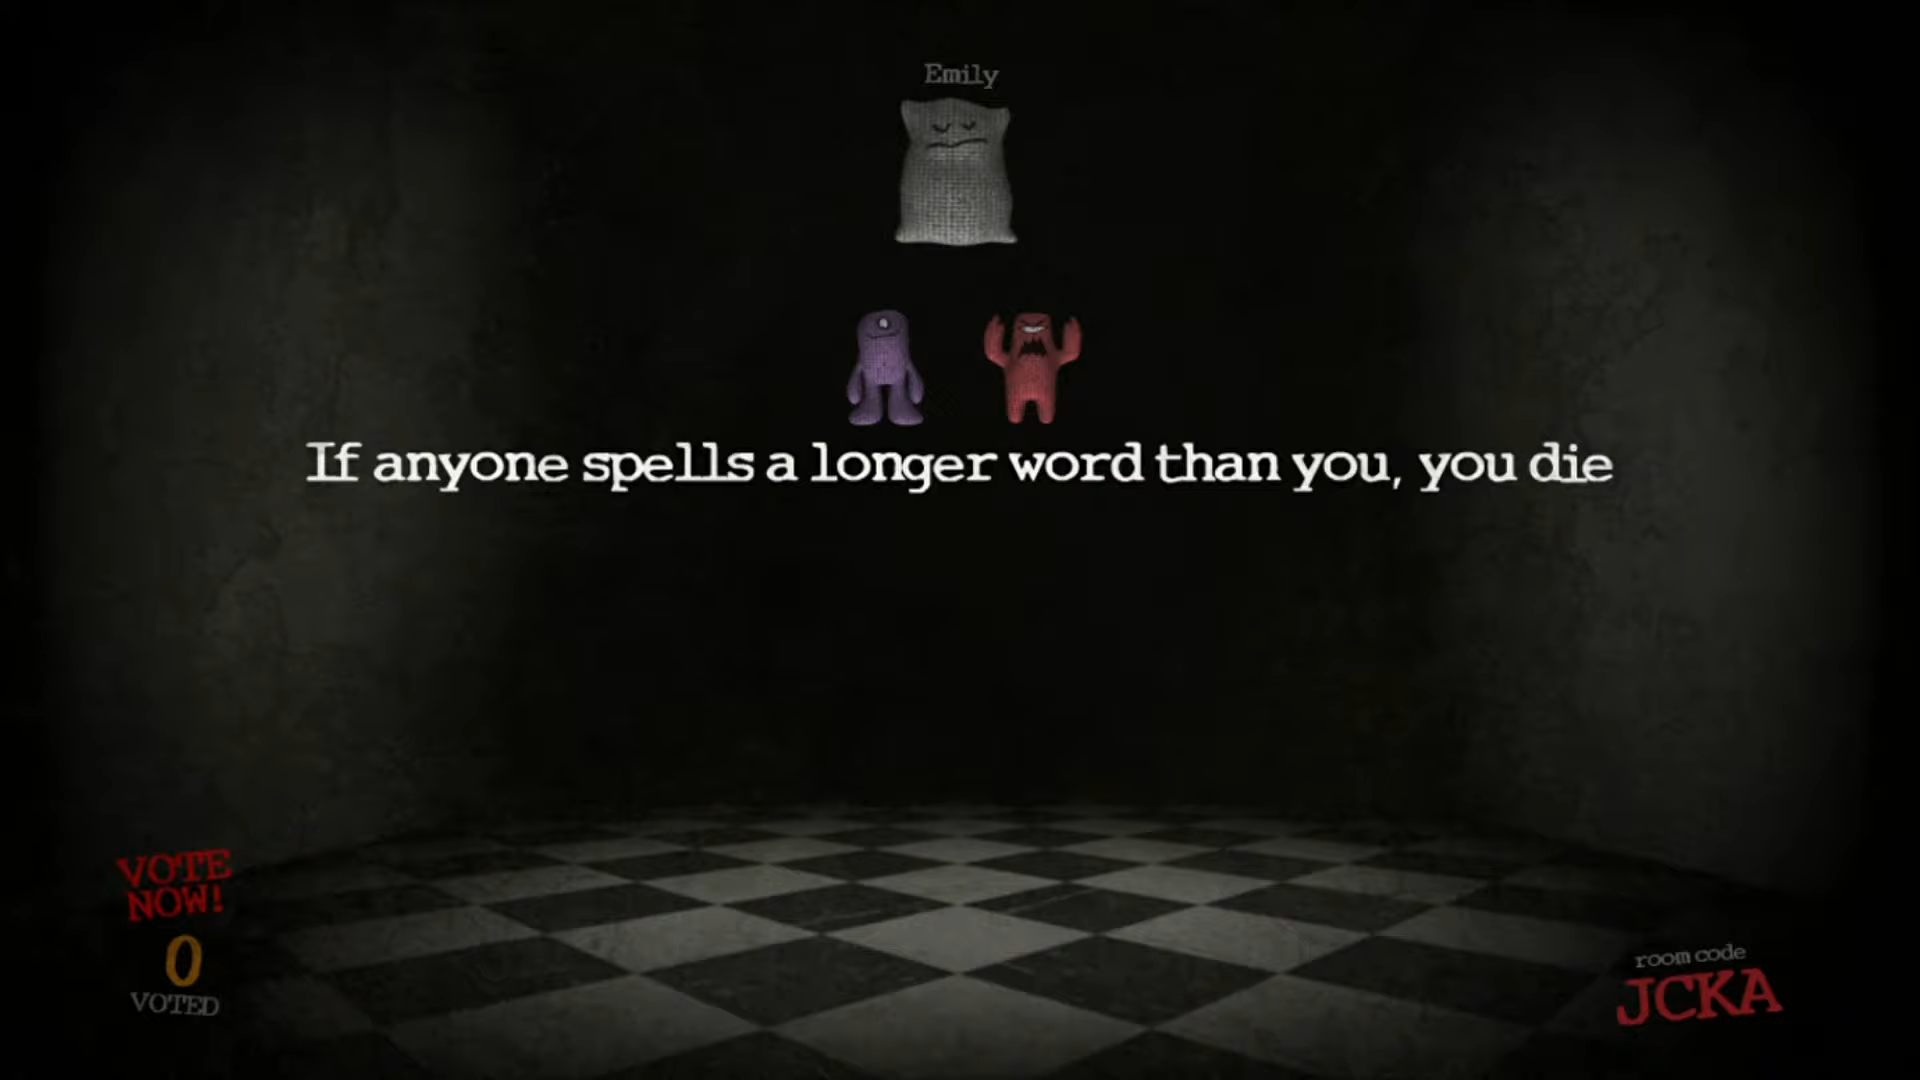 Emily
If anyone spells a longer word than you, you die
VOTE
NOW!
0
VOTED
room code
JCKA